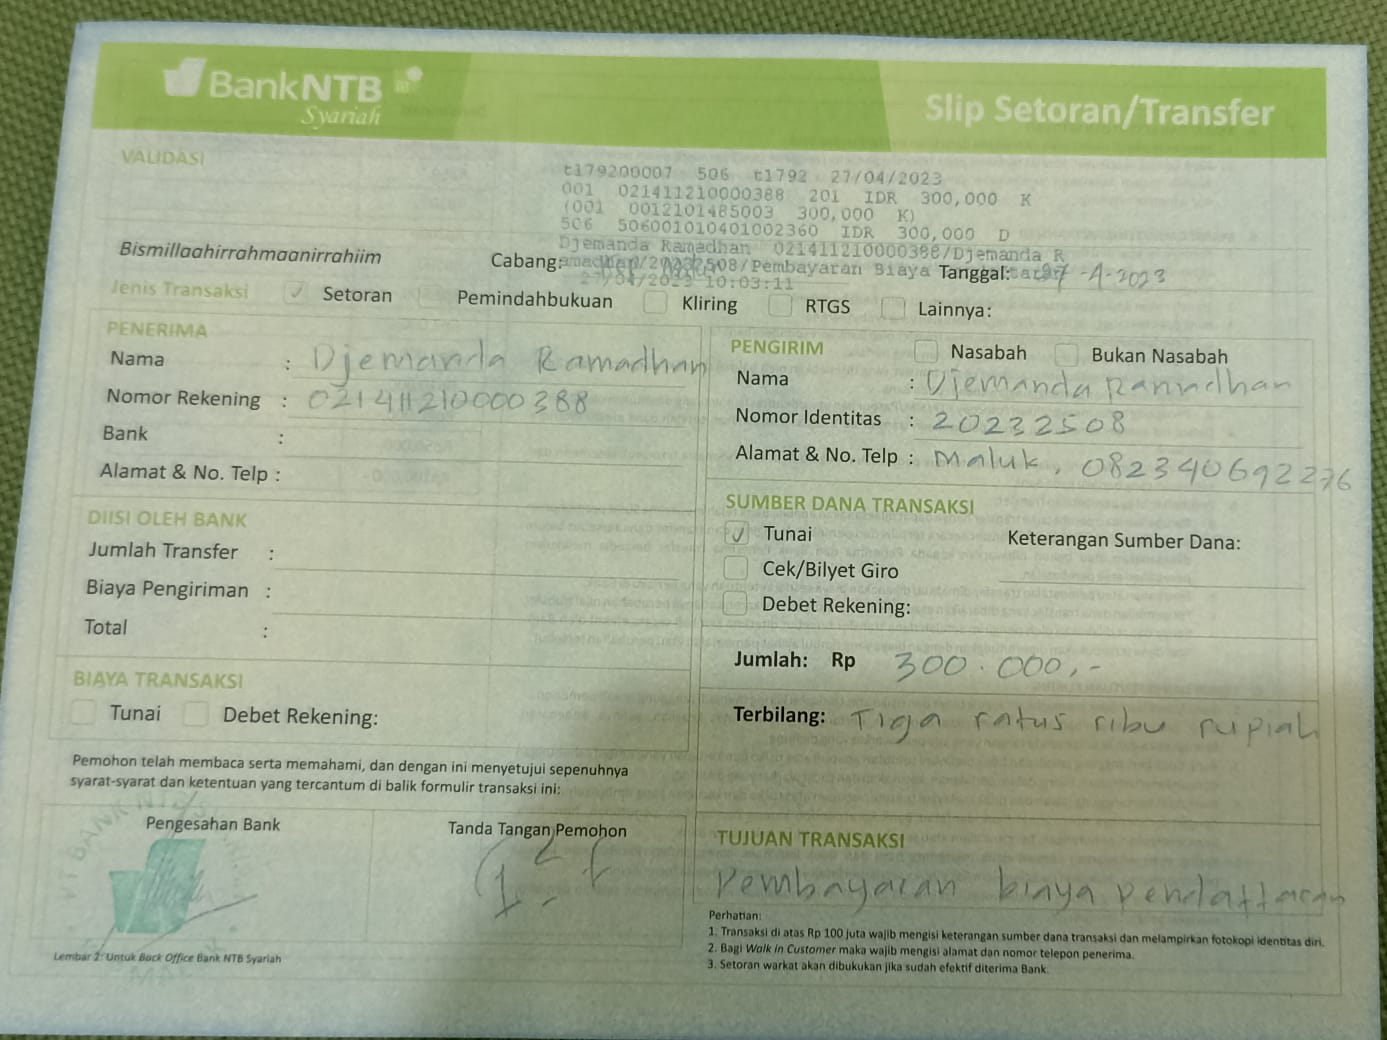 BankNTB
Syariah
Slip Setoran/Transfer
VALIDASI
t179200007 506 t1792 27/04/2023
001 021411210000388 201 IDR 300,000 K
(001 0012101485003 300,000 K)
506 506001010401002360 IDR 300,000 D
Djemanda Ramadhan 021411210000388/Djemanda R
amadhan/20232508/Pembayaran Biaya
27/04/2023 10:03:11
Bismillaahirrahmaanirrahiim
Cabang:
Tanggal: 27-4-2023
Jenis Transaksi ✓ Setoran Pemindahbukuan Kliring RTGS Lainnya:
PENERIMA
Nama : Djemanda Ramadhan
Nomor Rekening : 021411210000388
Bank :
Alamat & No. Telp :
DIISI OLEH BANK
Jumlah Transfer :
Biaya Pengiriman :
Total :
BIAYA TRANSAKSI
Tunai Debet Rekening:
Pemohon telah membaca serta memahami, dan dengan ini menyetujui sepenuhnya
syarat-syarat dan ketentuan yang tercantum di balik formulir transaksi ini:
Pengesahan Bank
Tanda Tangan Pemohon
Lembar 2: Untuk Back Office Bank NTB Syariah
PENGIRIM Nasabah Bukan Nasabah
Nama : Djemanda Ramadhan
Nomor Identitas : 20232508
Alamat & No. Telp : Maluk, 082340692276
SUMBER DANA TRANSAKSI
✓ Tunai Keterangan Sumber Dana:
Cek/Bilyet Giro
Debet Rekening:
Jumlah: Rp 300.000,-
Terbilang: Tiga ratus ribu rupiah
TUJUAN TRANSAKSI
Pembayaran biaya pendaftaran
Perhatian:
1. Transaksi di atas Rp 100 juta wajib mengisi keterangan sumber dana transaksi dan melampirkan fotokopi identitas diri.
2. Bagi Walk in Customer maka wajib mengisi alamat dan nomor telepon penerima.
3. Setoran warkat akan dibukukan jika sudah efektif diterima Bank.